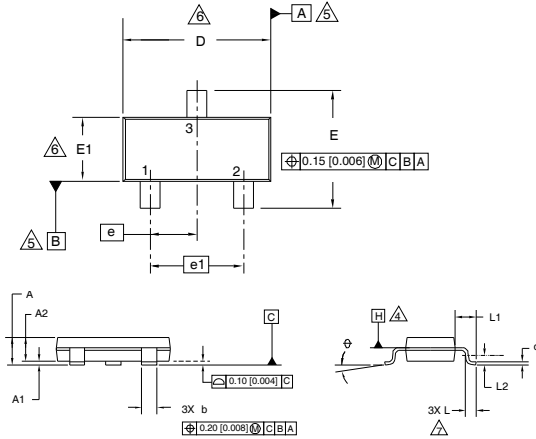 6
D
A 5
3
6 E1
E
1 2
⌖ 0.15 [0.006] Ⓜ C B A
5 B
e
e1
A
A2
A1
C
⌓ 0.10 [0.004] C
3X b
⌖ 0.20 [0.008] Ⓜ C B A
H 4
L1
θ
L2
3X L
7